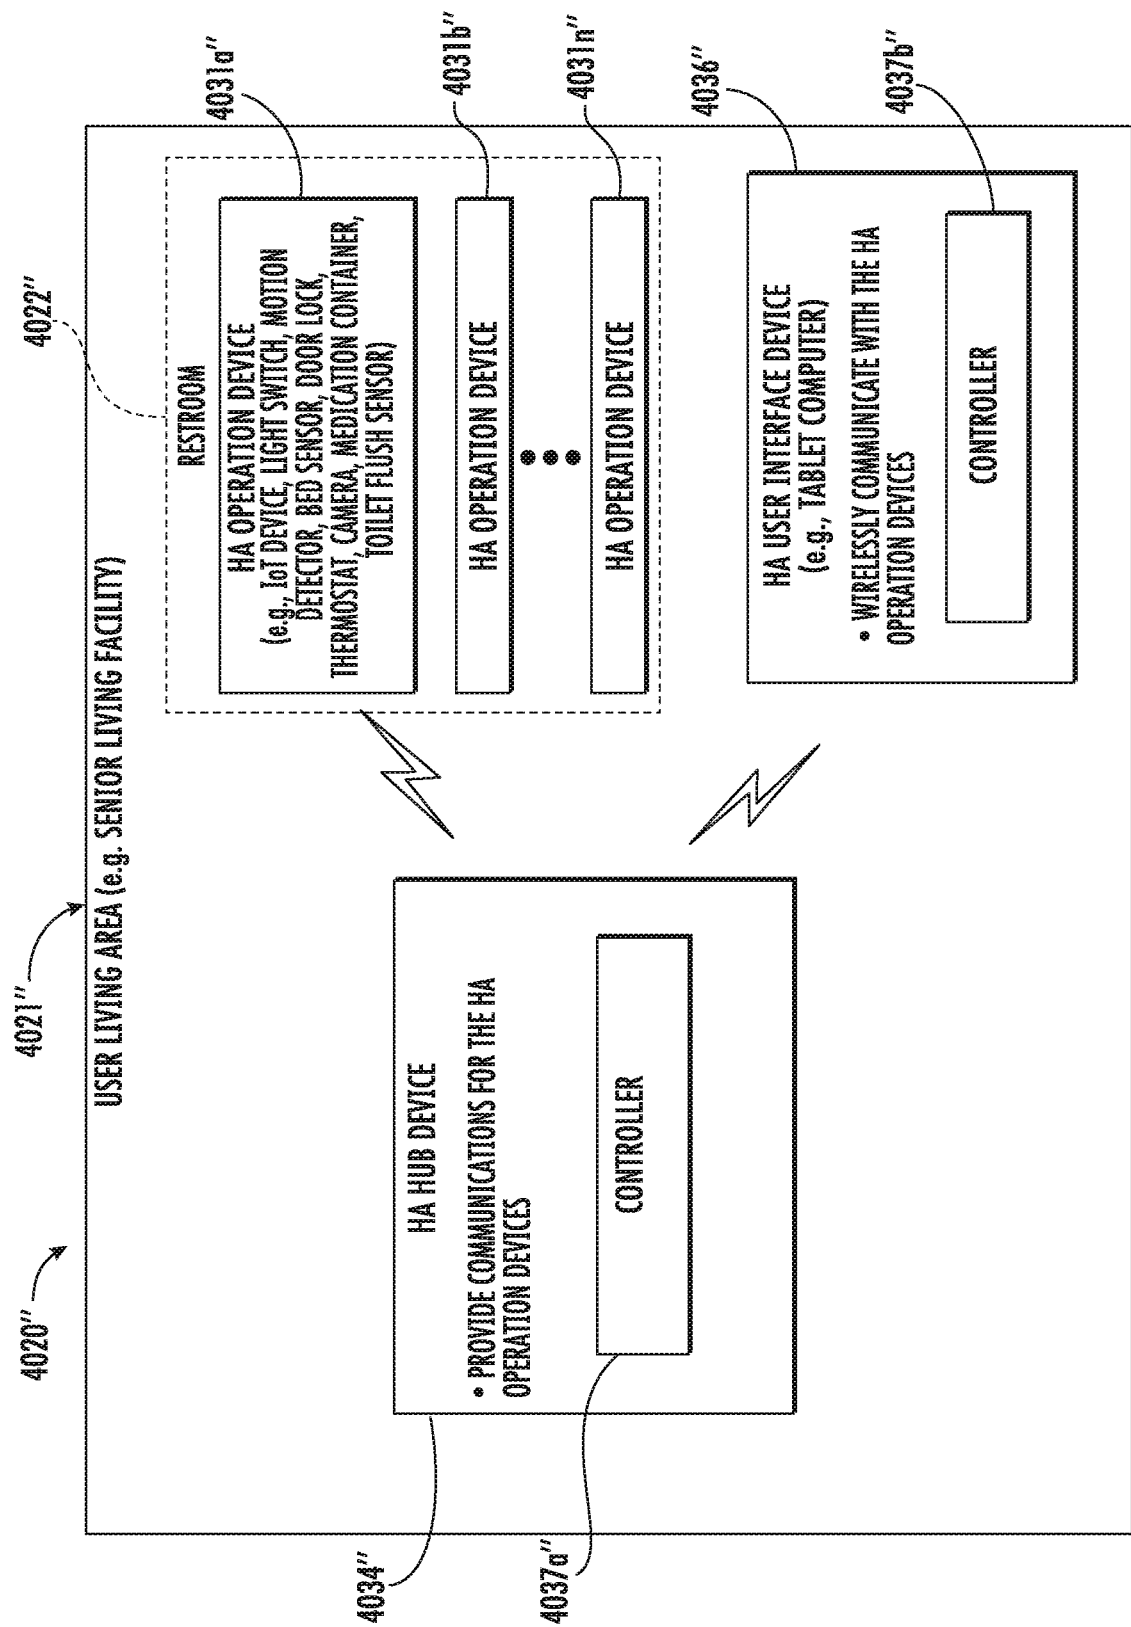 4020″
4021″
USER LIVING AREA (e.g. SENIOR LIVING FACILITY)
4022″
RESTROOM
HA OPERATION DEVICE
(e.g., IoT DEVICE, LIGHT SWITCH, MOTION
DETECTOR, BED SENSOR, DOOR LOCK,
THERMOSTAT, CAMERA, MEDICATION CONTAINER,
TOILET FLUSH SENSOR)
4031a″
HA OPERATION DEVICE
4031b″
HA OPERATION DEVICE
4031n″
4034″
HA HUB DEVICE
• PROVIDE COMMUNICATIONS FOR THE HA
OPERATION DEVICES
CONTROLLER
4037a″
HA USER INTERFACE DEVICE
(e.g., TABLET COMPUTER)
4036″
• WIRELESSLY COMMUNICATE WITH THE HA
OPERATION DEVICES
CONTROLLER
4037b″